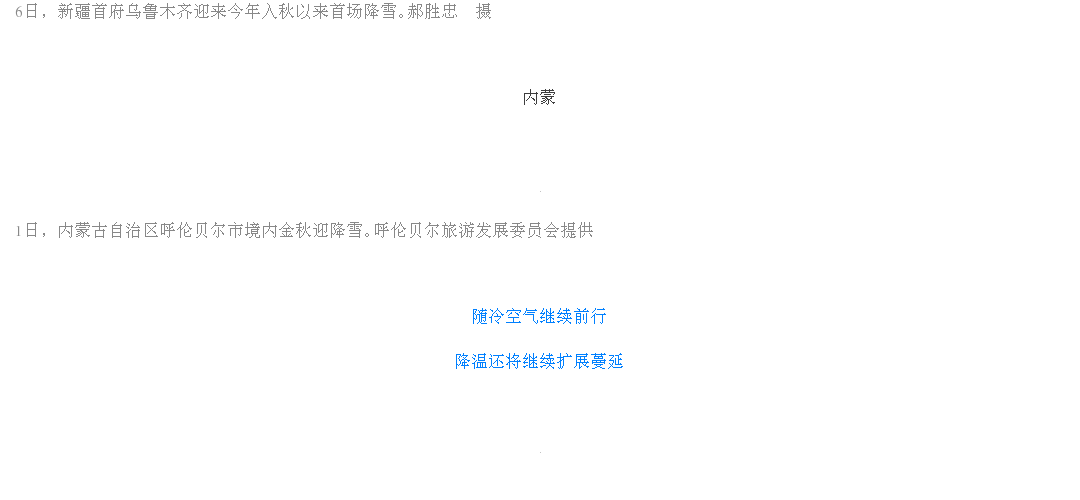 6日，新疆首府乌鲁木齐迎来今年入秋以来首场降雪。郝胜忠　摄
内蒙
1日，内蒙古自治区呼伦贝尔市境内金秋迎降雪。呼伦贝尔旅游发展委员会提供
随冷空气继续前行
降温还将继续扩展蔓延